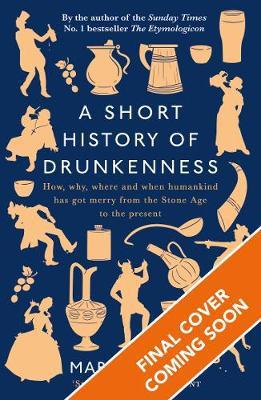 By the author of the Sunday Times
No. 1 bestseller The Etymologicon
A SHORT
HISTORY OF
DRUNKENNESS
How, why, where and when humankind
has got merry from the Stone Age
to the present
FINAL COVER
COMING SOON